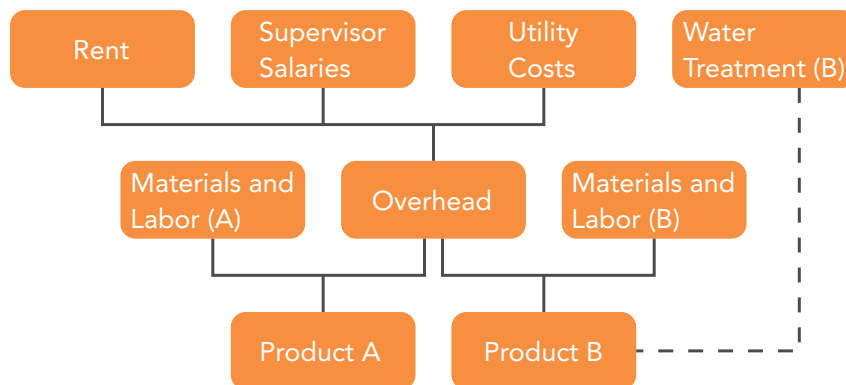 Rent
Supervisor
Salaries
Utility
Costs
Water
Treatment (B)
Materials and
Labor (A)
Overhead
Materials and
Labor (B)
Product A
Product B